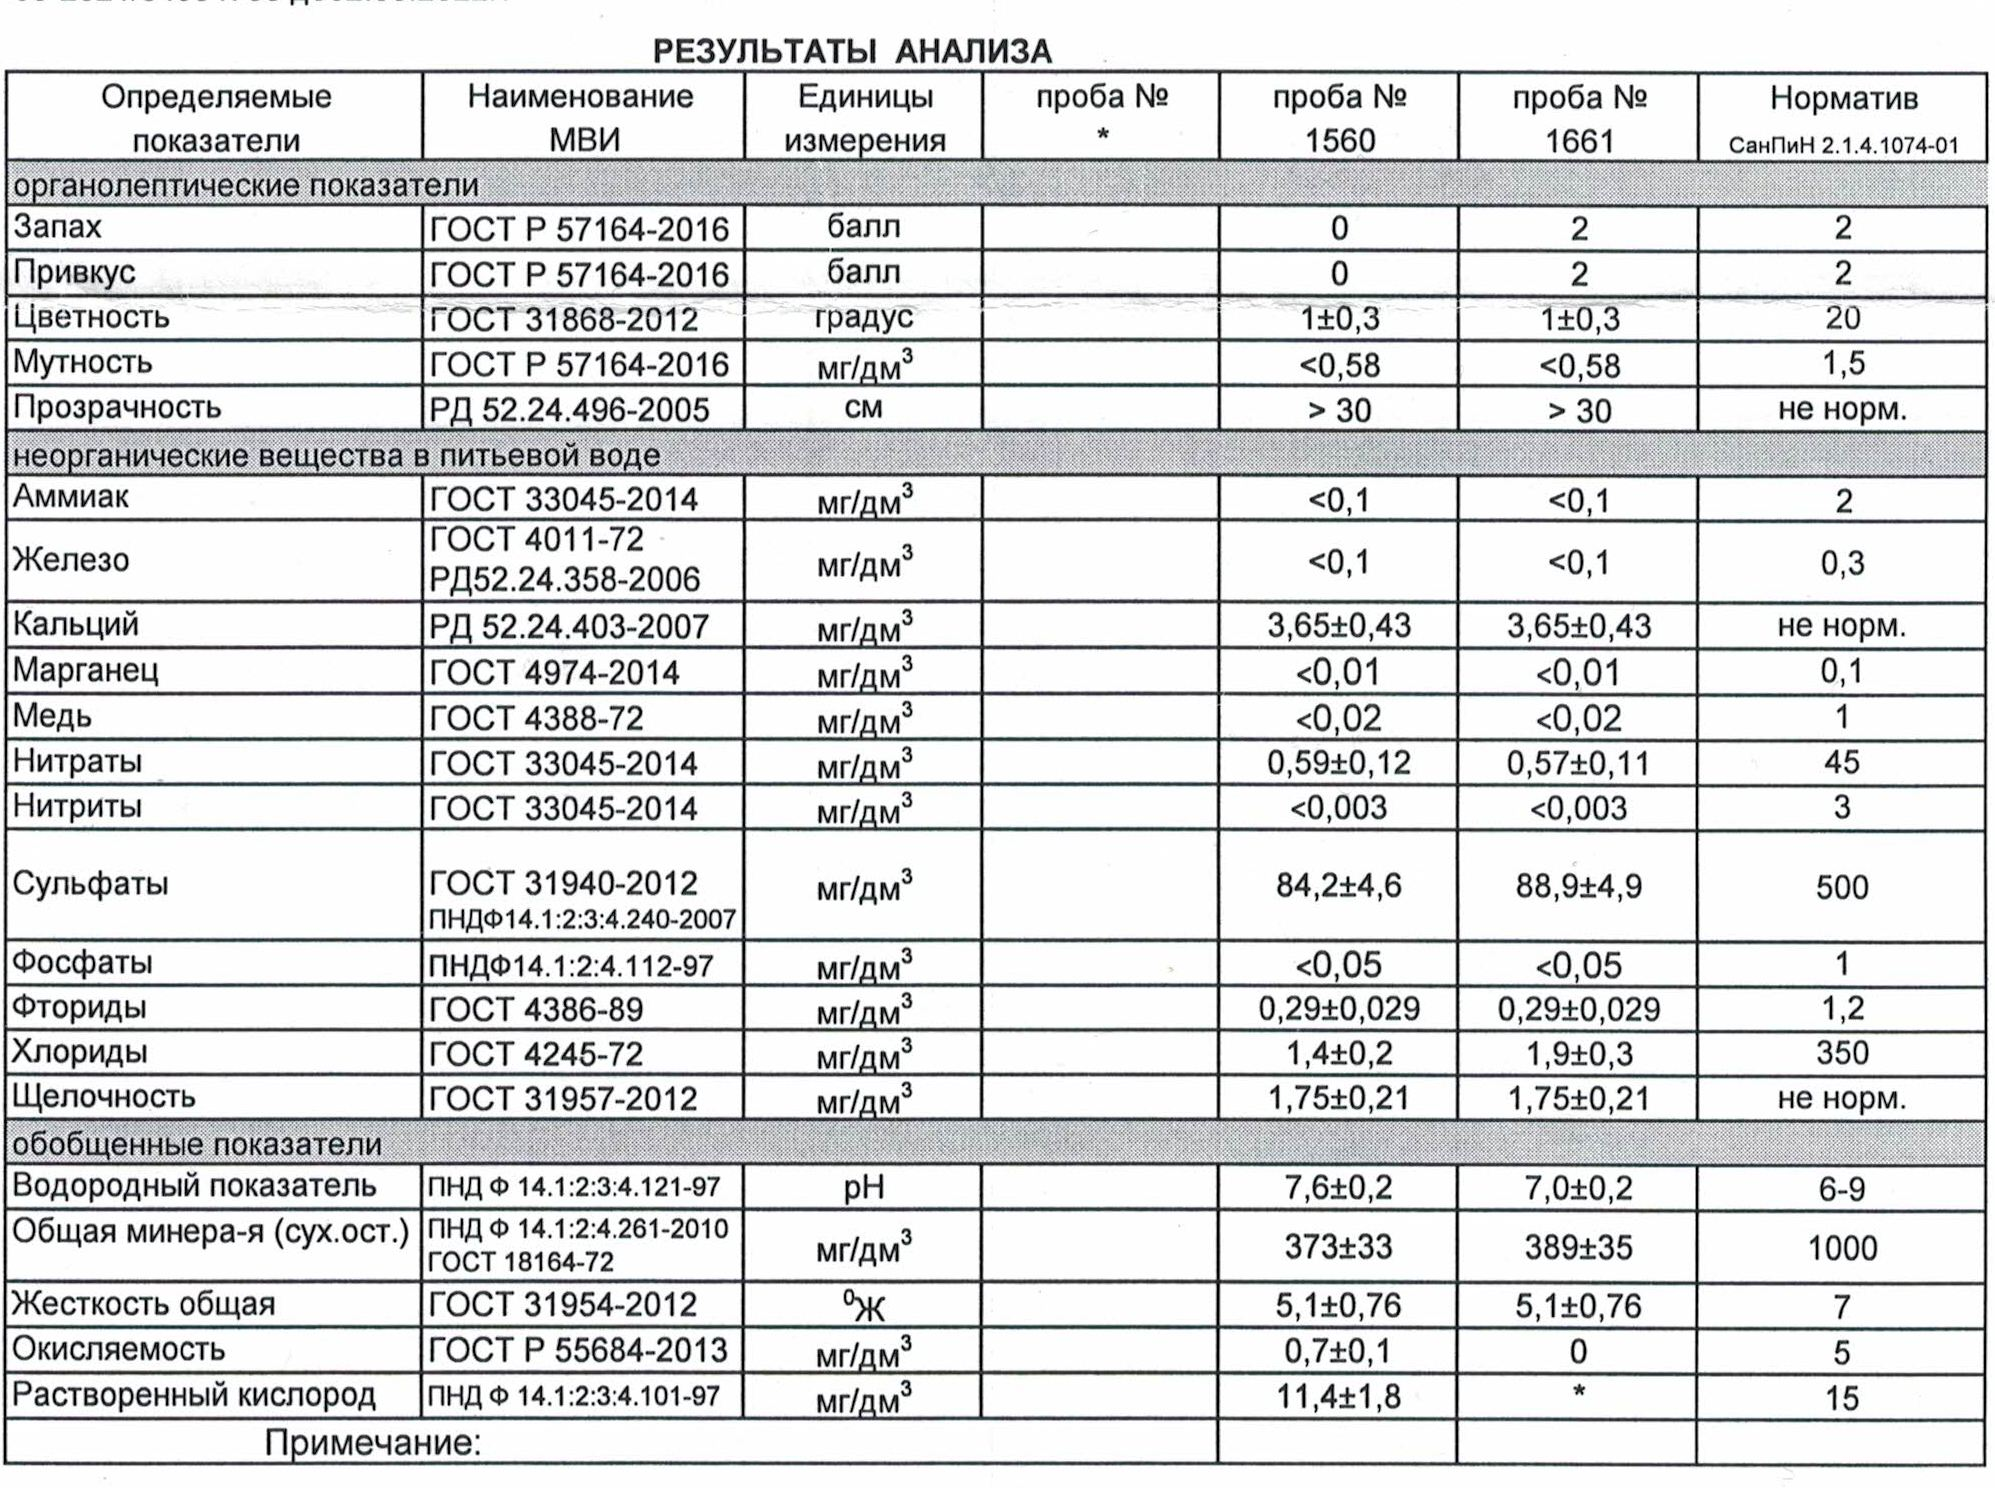 РЕЗУЛЬТАТЫ АНАЛИЗА
Определяемые показатели Наименование МВИ Единицы измерения проба № * проба № 1560 проба № 1661 Норматив СанПиН 2.1.4.1074-01
органолептические показатели
Запах ГОСТ Р 57164-2016 балл 0 2 2
Привкус ГОСТ Р 57164-2016 балл 0 2 2
Цветность ГОСТ 31868-2012 градус 1±0,3 1±0,3 20
Мутность ГОСТ Р 57164-2016 мг/дм³ <0,58 <0,58 1,5
Прозрачность РД 52.24.496-2005 см > 30 > 30 не норм.
неорганические вещества в питьевой воде
Аммиак ГОСТ 33045-2014 мг/дм³ <0,1 <0,1 2
Железо ГОСТ 4011-72 РД52.24.358-2006 мг/дм³ <0,1 <0,1 0,3
Кальций РД 52.24.403-2007 мг/дм³ 3,65±0,43 3,65±0,43 не норм.
Марганец ГОСТ 4974-2014 мг/дм³ <0,01 <0,01 0,1
Медь ГОСТ 4388-72 мг/дм³ <0,02 <0,02 1
Нитраты ГОСТ 33045-2014 мг/дм³ 0,59±0,12 0,57±0,11 45
Нитриты ГОСТ 33045-2014 мг/дм³ <0,003 <0,003 3
Сульфаты ГОСТ 31940-2012 ПНДФ14.1:2:3:4.240-2007 мг/дм³ 84,2±4,6 88,9±4,9 500
Фосфаты ПНДФ14.1:2:4.112-97 мг/дм³ <0,05 <0,05 1
Фториды ГОСТ 4386-89 мг/дм³ 0,29±0,029 0,29±0,029 1,2
Хлориды ГОСТ 4245-72 мг/дм³ 1,4±0,2 1,9±0,3 350
Щелочность ГОСТ 31957-2012 мг/дм³ 1,75±0,21 1,75±0,21 не норм.
обобщенные показатели
Водородный показатель ПНД Ф 14.1:2:3:4.121-97 pH 7,6±0,2 7,0±0,2 6-9
Общая минера-я (сух.ост.) ПНД Ф 14.1:2:4.261-2010 ГОСТ 18164-72 мг/дм³ 373±33 389±35 1000
Жесткость общая ГОСТ 31954-2012 ⁰Ж 5,1±0,76 5,1±0,76 7
Окисляемость ГОСТ Р 55684-2013 мг/дм³ 0,7±0,1 0 5
Растворенный кислород ПНД Ф 14.1:2:3:4.101-97 мг/дм³ 11,4±1,8 * 15
Примечание: